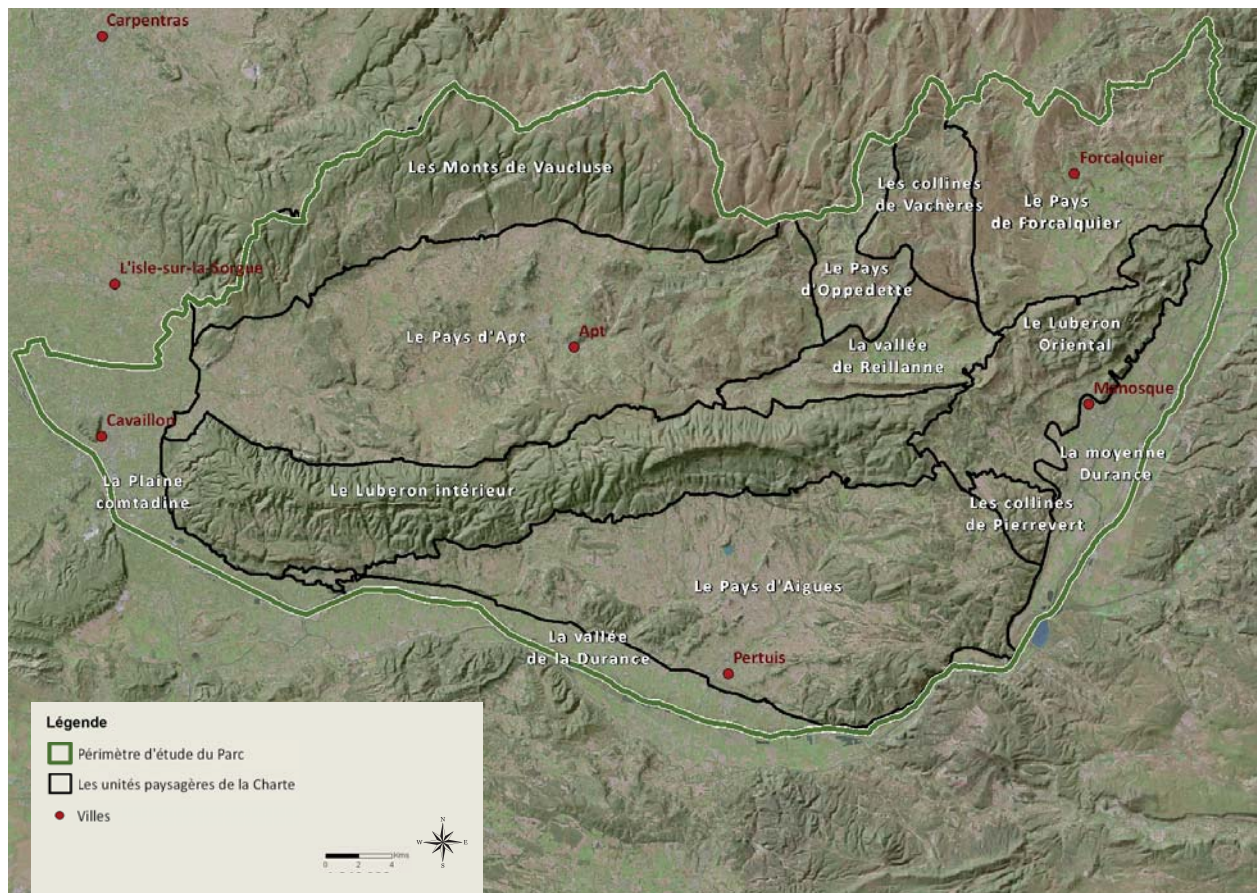 Carpentras
Les Monts de Vaucluse
Forcalquier
Les collines
de Vachères
Le Pays
de Forcalquier
L'isle-sur-la-Sorgue
Le Pays
d'Oppedette
Le Pays d'Apt
Apt
Le Luberon
Oriental
La vallée
de Reillanne
Manosque
Cavaillon
La moyenne
Durance
La Plaine
comtadine
Le Luberon intérieur
Les collines
de Pierrevert
Le Pays d'Aigues
La vallée
de la Durance
Pertuis
Légende
Périmètre d'étude du Parc
Les unités paysagères de la Charte
Villes
N
W E
S
Kms
0 2 4